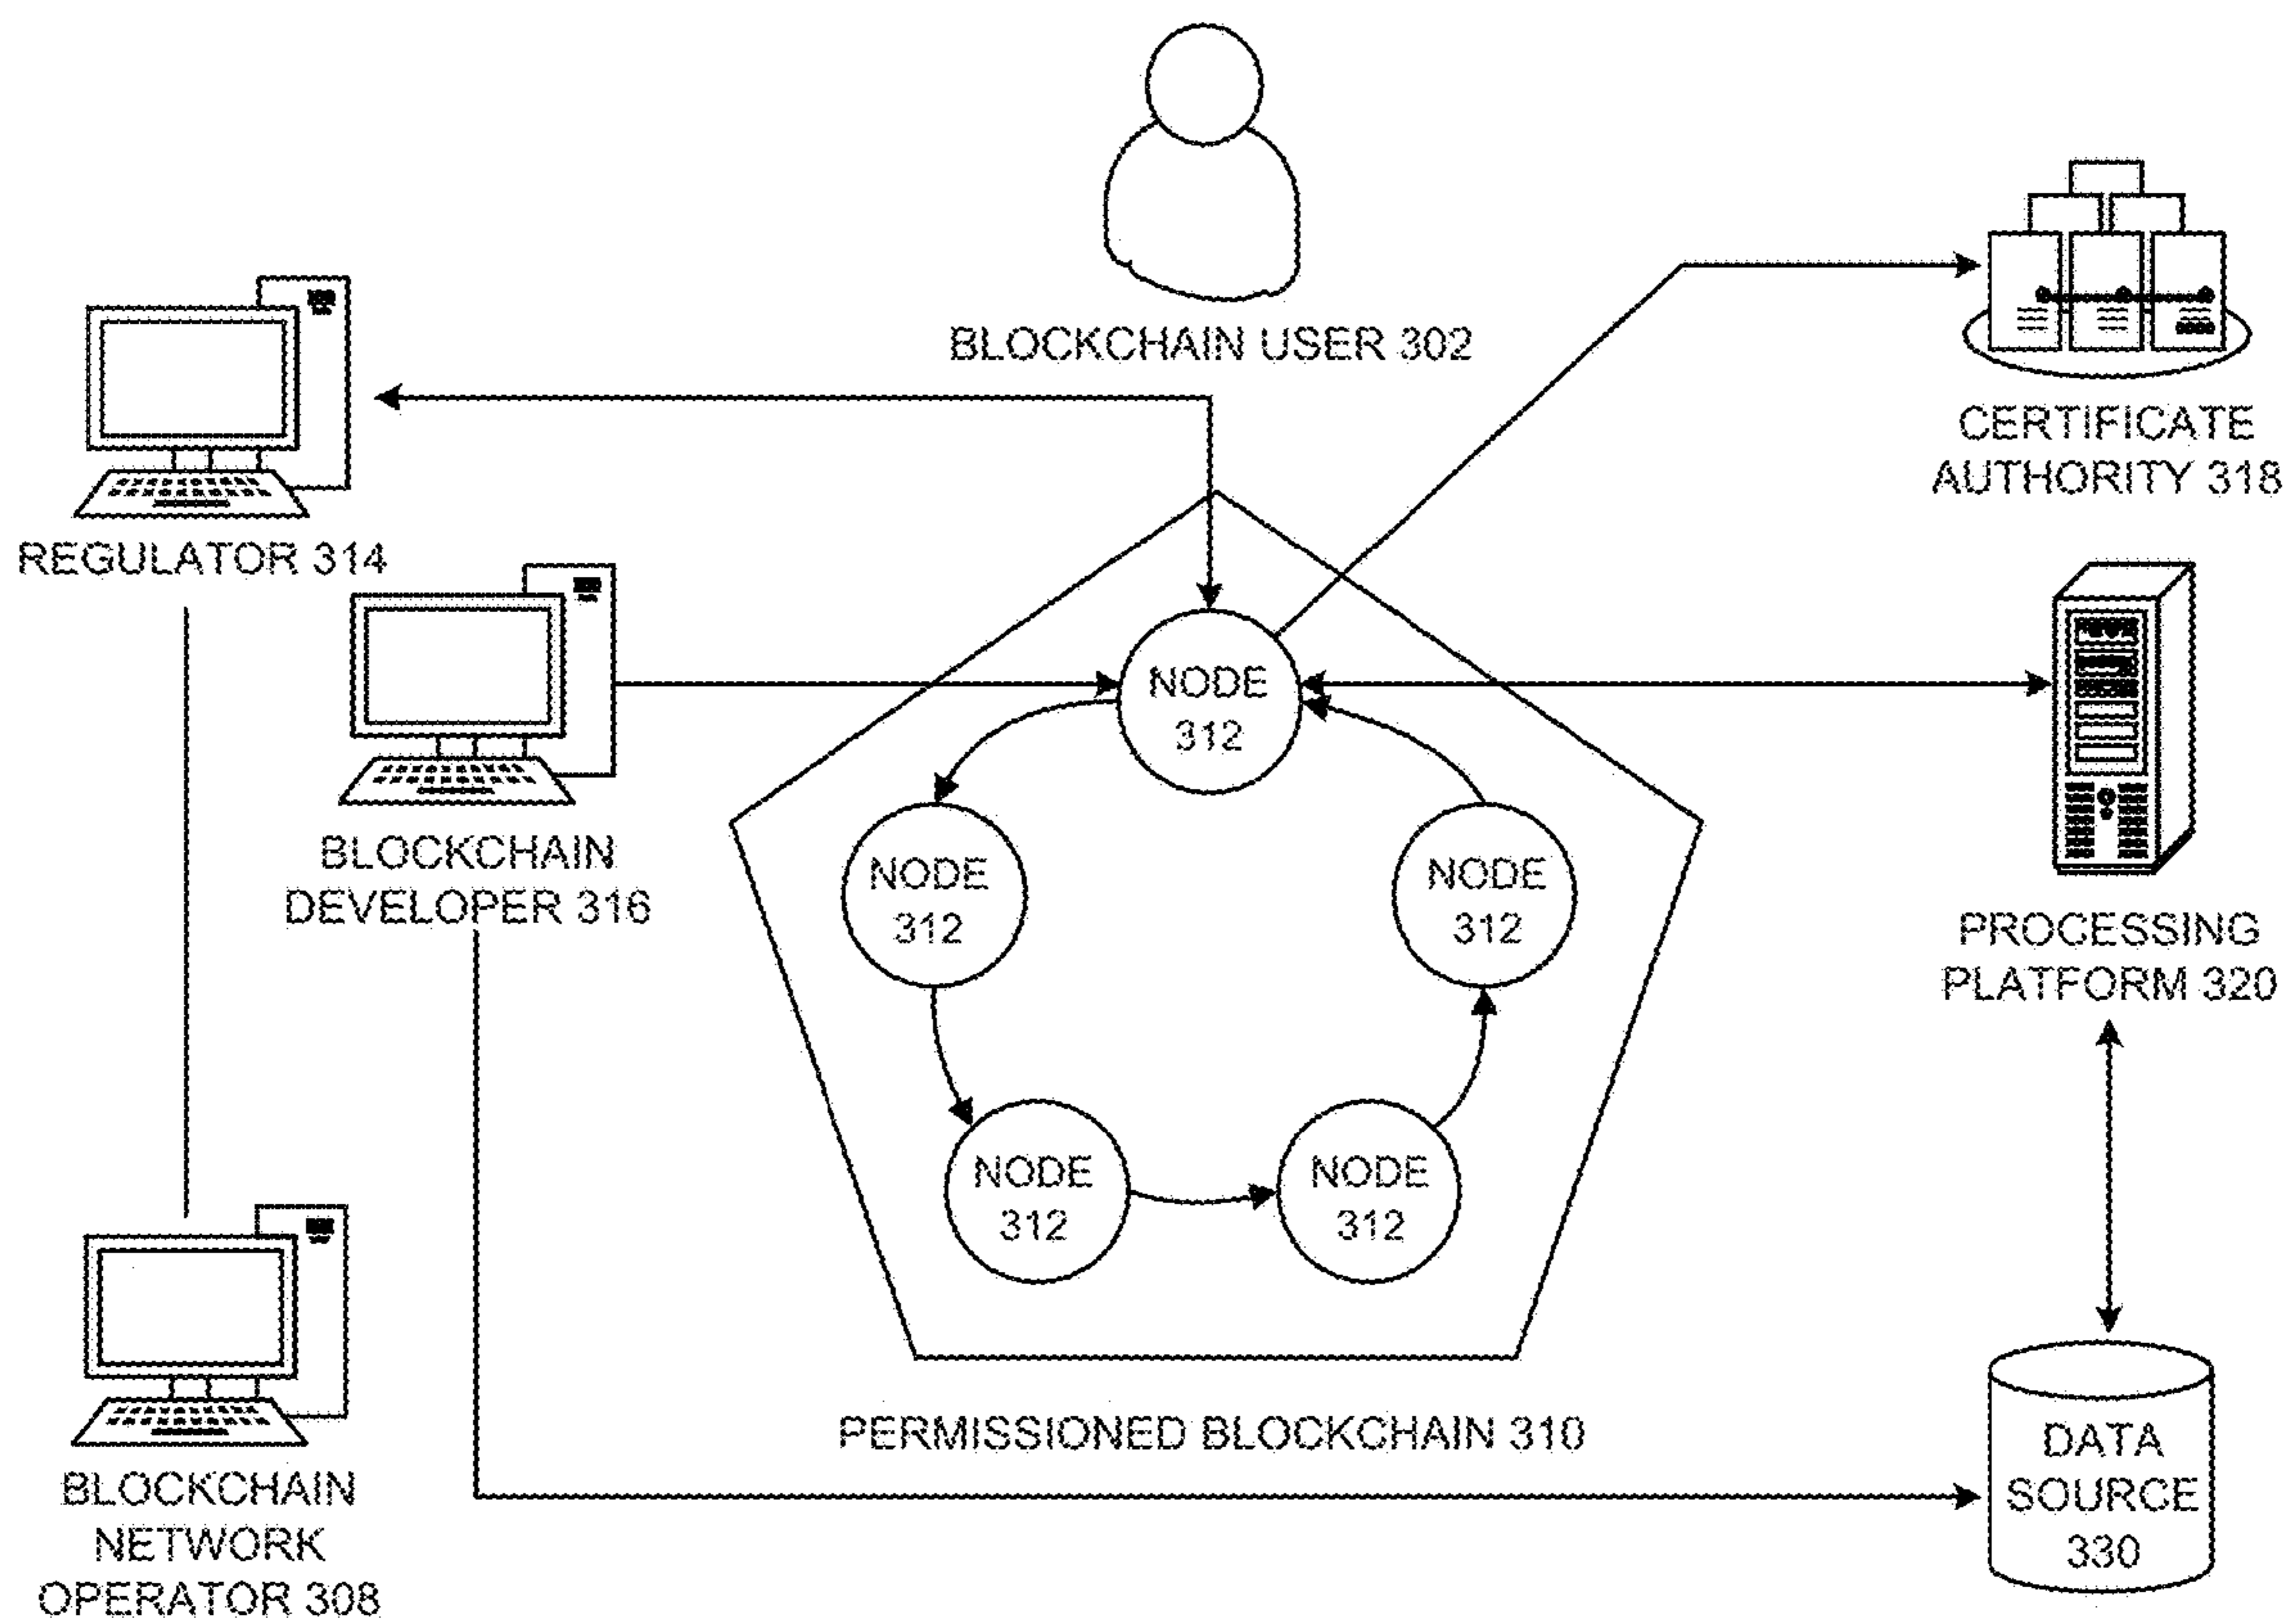 BLOCKCHAIN USER 302
CERTIFICATE
AUTHORITY 318
REGULATOR 314
NODE
312
BLOCKCHAIN
DEVELOPER 316
NODE
312
NODE
312
PROCESSING
PLATFORM 320
NODE
312
NODE
312
PERMISSIONED BLOCKCHAIN 310
DATA
SOURCE
330
BLOCKCHAIN
NETWORK
OPERATOR 308